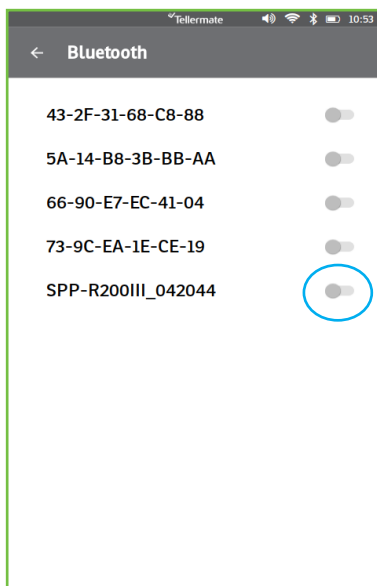 Tellermate 10:53
Bluetooth
43-2F-31-68-C8-88
5A-14-B8-3B-BB-AA
66-90-E7-EC-41-04
73-9C-EA-1E-CE-19
SPP-R200III_042044